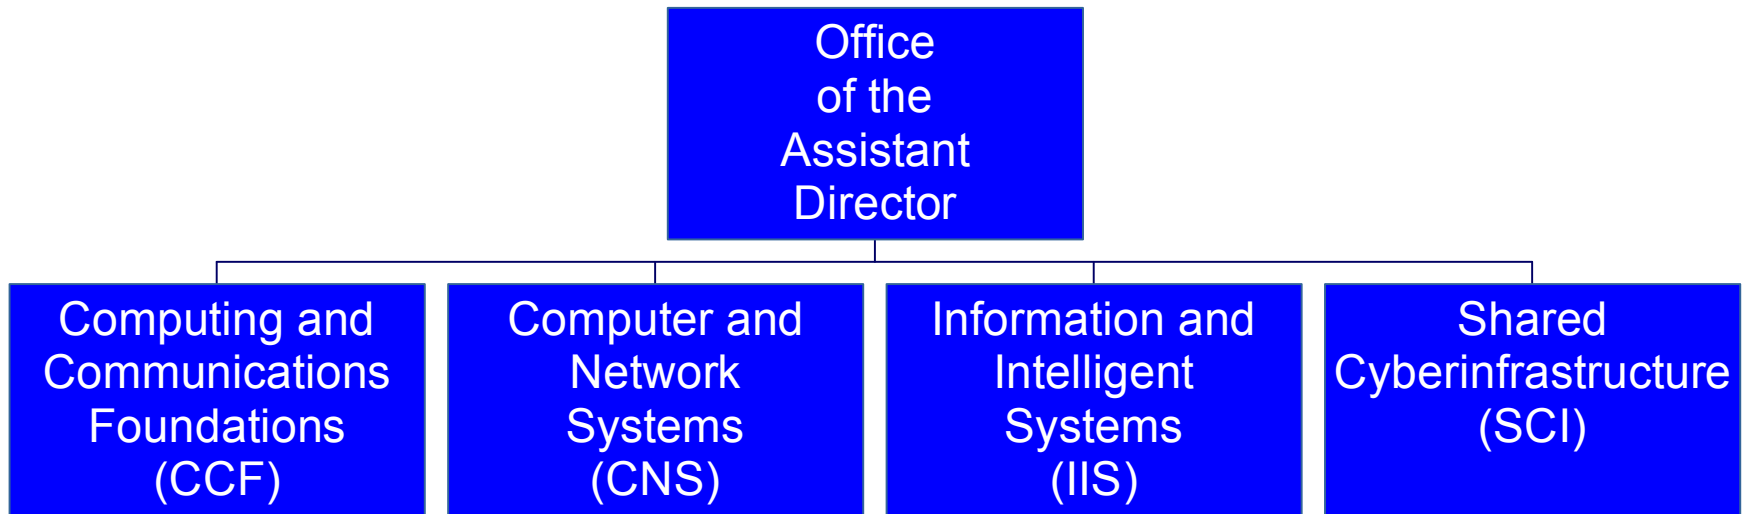 Office
of the
Assistant
Director
Computing and
Communications
Foundations
(CCF)
Computer and
Network
Systems
(CNS)
Information and
Intelligent
Systems
(IIS)
Shared
Cyberinfrastructure
(SCI)